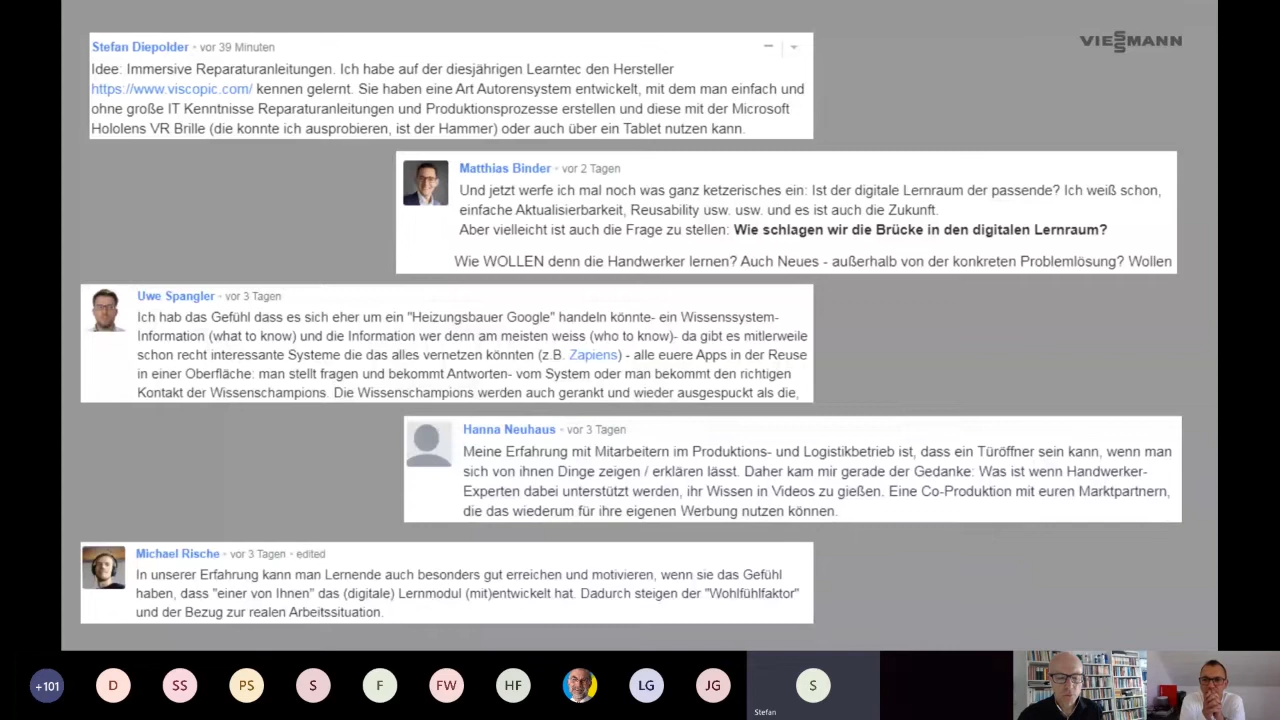 VIESSMANN
Stefan Diepolder • vor 39 Minuten
Idee: Immersive Reparaturanleitungen. Ich habe auf der diesjährigen Learntec den Hersteller
https://www.viscopic.com/ kennen gelernt. Sie haben eine Art Autorensystem entwickelt, mit dem man einfach und
ohne große IT Kenntnisse Reparaturanleitungen und Produktionsprozesse erstellen und diese mit der Microsoft
Hololens VR Brille (die konnte ich ausprobieren, ist der Hammer) oder auch über ein Tablet nutzen kann.
Matthias Binder • vor 2 Tagen
Und jetzt werfe ich mal noch was ganz ketzerisches ein: Ist der digitale Lernraum der passende? Ich weiß schon,
einfache Aktualisierbarkeit, Reusability usw. usw. und es ist auch die Zukunft.
Aber vielleicht ist auch die Frage zu stellen: Wie schlagen wir die Brücke in den digitalen Lernraum?
Wie WOLLEN denn die Handwerker lernen? Auch Neues - außerhalb von der konkreten Problemlösung? Wollen
Uwe Spangler • vor 3 Tagen
Ich hab das Gefühl dass es sich eher um ein "Heizungsbauer Google" handeln könnte- ein Wissenssystem-
Information (what to know) und die Information wer denn am meisten weiss (who to know)- da gibt es mitlerweile
schon recht interessante Systeme die das alles vernetzen könnten (z.B. Zapiens) - alle euere Apps in der Reuse
in einer Oberfläche: man stellt fragen und bekommt Antworten- vom System oder man bekommt den richtigen
Kontakt der Wissenschampions. Die Wissenschampions werden auch gerankt und wieder ausgespuckt als die,
Hanna Neuhaus • vor 3 Tagen
Meine Erfahrung mit Mitarbeitern im Produktions- und Logistikbetrieb ist, dass ein Türöffner sein kann, wenn man
sich von ihnen Dinge zeigen / erklären lässt. Daher kam mir gerade der Gedanke: Was ist wenn Handwerker-
Experten dabei unterstützt werden, ihr Wissen in Videos zu gießen. Eine Co-Produktion mit euren Marktpartnern,
die das wiederum für ihre eigenen Werbung nutzen können.
Michael Rische • vor 3 Tagen • edited
In unserer Erfahrung kann man Lernende auch besonders gut erreichen und motivieren, wenn sie das Gefühl
haben, dass "einer von Ihnen" das (digitale) Lernmodul (mit)entwickelt hat. Dadurch steigen der "Wohlfühlfaktor"
und der Bezug zur realen Arbeitssituation.
+101 D SS PS S F FW HF LG JG S
Stefan